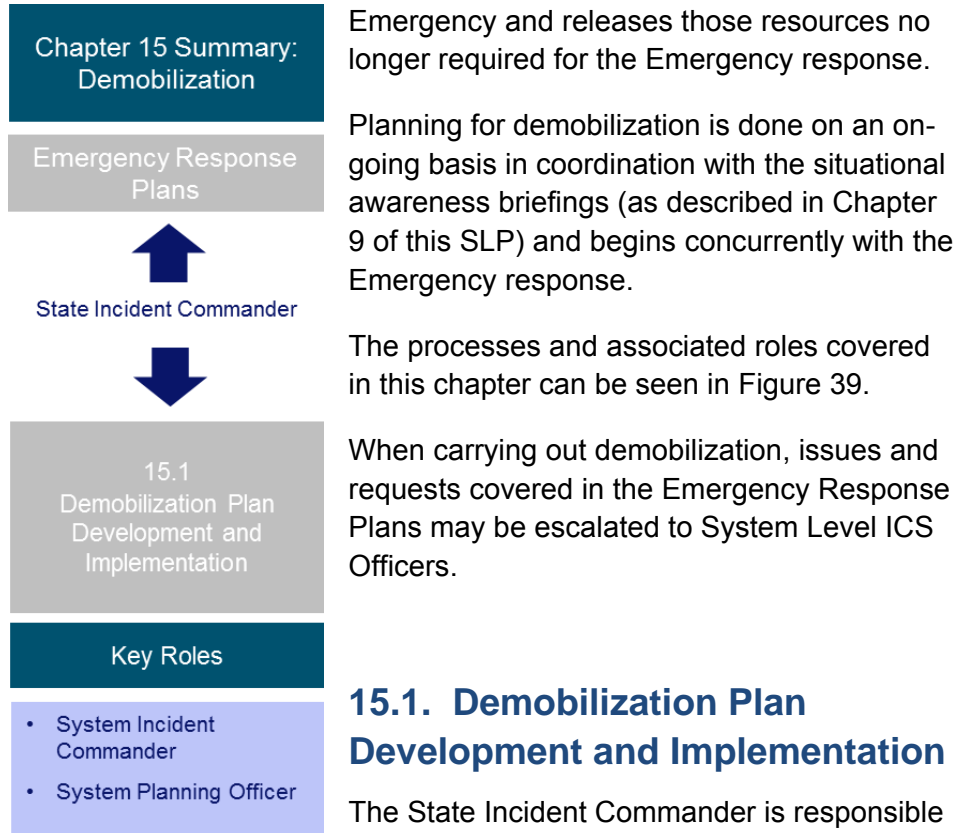 Chapter 15 Summary:
Demobilization
Emergency Response
Plans
State Incident Commander
15.1
Demobilization Plan
Development and
Implementation
Key Roles
• System Incident
Commander
• System Planning Officer
Emergency and releases those resources no
longer required for the Emergency response.
Planning for demobilization is done on an on-
going basis in coordination with the situational
awareness briefings (as described in Chapter
9 of this SLP) and begins concurrently with the
Emergency response.
The processes and associated roles covered
in this chapter can be seen in Figure 39.
When carrying out demobilization, issues and
requests covered in the Emergency Response
Plans may be escalated to System Level ICS
Officers.
15.1. Demobilization Plan
Development and Implementation
The State Incident Commander is responsible